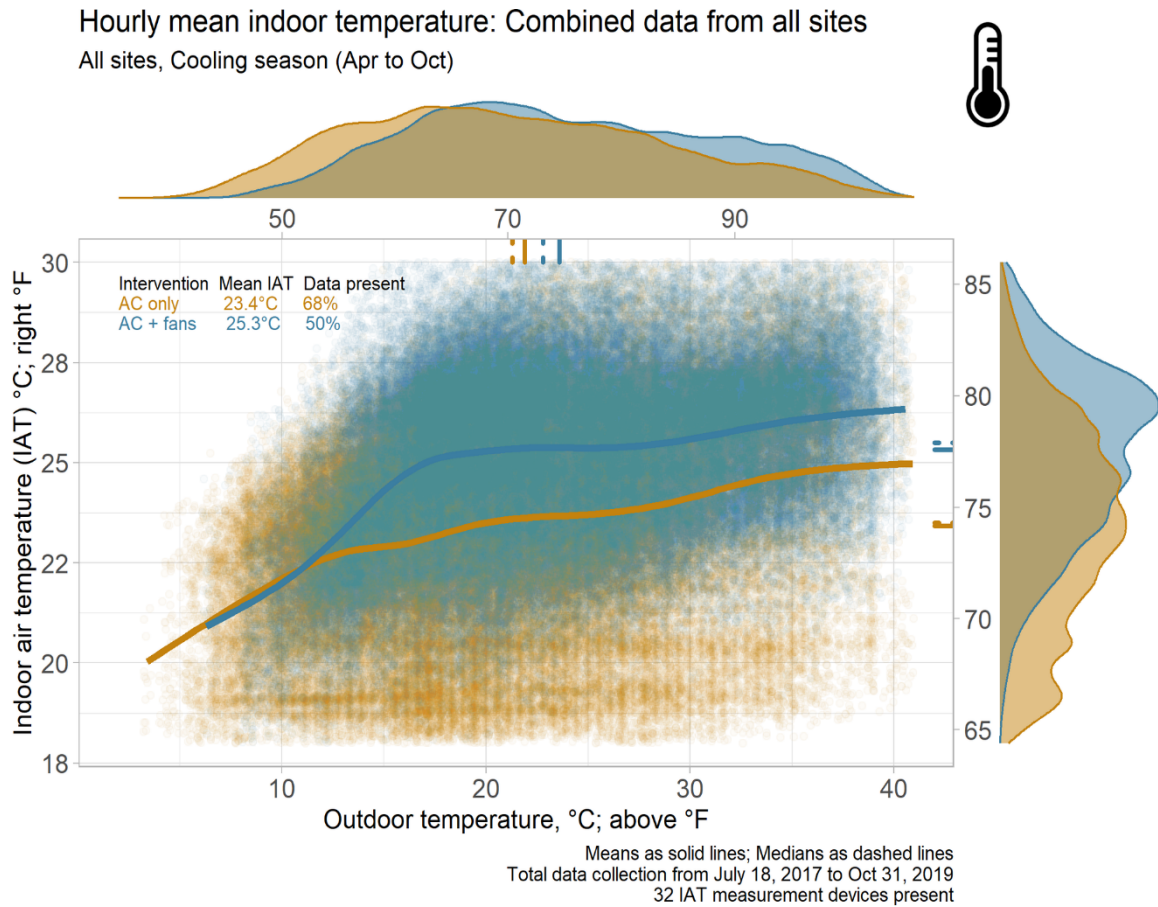 Hourly mean indoor temperature: Combined data from all sites
All sites, Cooling season (Apr to Oct)
50 70 90
30
28
25
22
20
18
Indoor air temperature (IAT) °C; right °F
Intervention Mean IAT Data present
AC only 23.4°C 68%
AC + fans 25.3°C 50%
85
80
75
70
65
10 20 30 40
Outdoor temperature, °C; above °F
Means as solid lines; Medians as dashed lines
Total data collection from July 18, 2017 to Oct 31, 2019
32 IAT measurement devices present